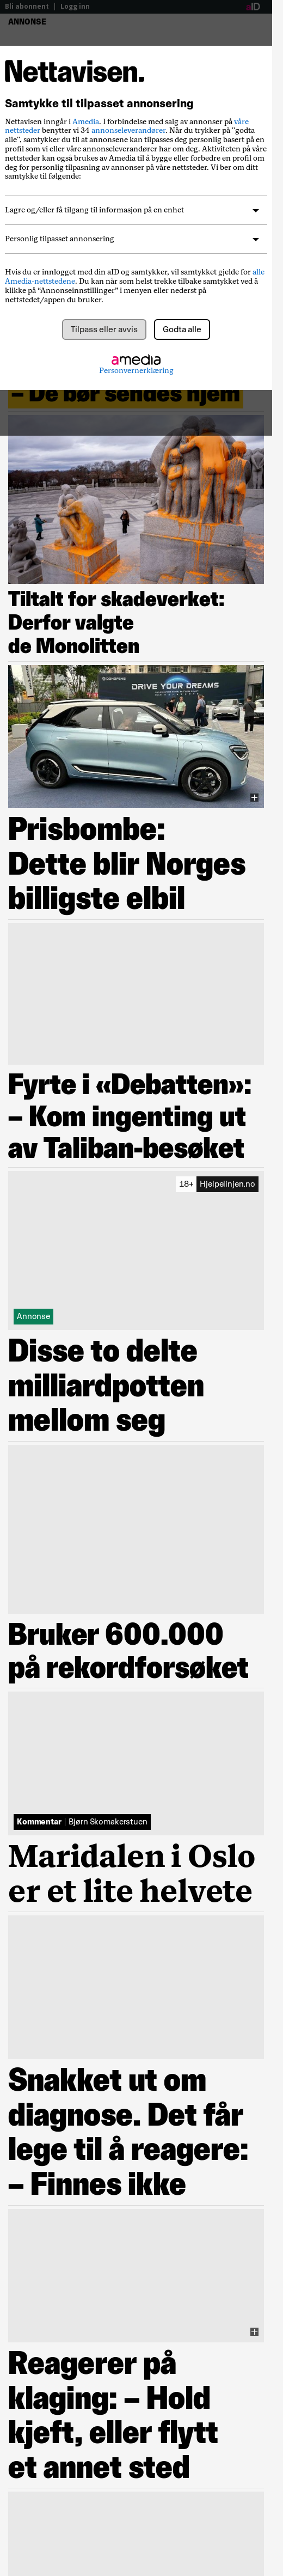 Bli abonnent | Logg inn
aID
ANNONSE
Nettavisen.
Samtykke til tilpasset annonsering
Nettavisen inngår i Amedia. I forbindelse med salg av annonser på våre
nettsteder benytter vi 34 annonseleverandører. Når du trykker på "godta
alle", samtykker du til at annonsene kan tilpasses deg personlig basert på en
profil som vi eller våre annonseleverandører har om deg. Aktiviteten på våre
nettsteder kan også brukes av Amedia til å bygge eller forbedre en profil om
deg for personlig tilpasning av annonser på våre nettsteder. Vi ber om ditt
samtykke til følgende:
Lagre og/eller få tilgang til informasjon på en enhet
Personlig tilpasset annonsering
Hvis du er innlogget med din aID og samtykker, vil samtykket gjelde for alle
Amedia-nettstedene. Du kan når som helst trekke tilbake samtykket ved å
klikke på “Annonseinnstillinger” i menyen eller nederst på
nettstedet/appen du bruker.
Tilpass eller avvis
Godta alle
amedia
Personvernerklæring
– De bør sendes hjem
Tiltalt for skadeverket:
Derfor valgte
de Monolitten
DRIVE YOUR DREAMS
Prisbombe:
Dette blir Norges
billigste elbil
Fyrte i «Debatten»:
– Kom ingenting ut
av Taliban-besøket
18+ Hjelpelinjen.no
Annonse
Disse to delte
milliardpotten
mellom seg
Bruker 600.000
på rekordforsøket
Kommentar | Bjørn Skomakerstuen
Maridalen i Oslo
er et lite helvete
Snakket ut om
diagnose. Det får
lege til å reagere:
– Finnes ikke
Reagerer på
klaging: – Hold
kjeft, eller flytt
et annet sted